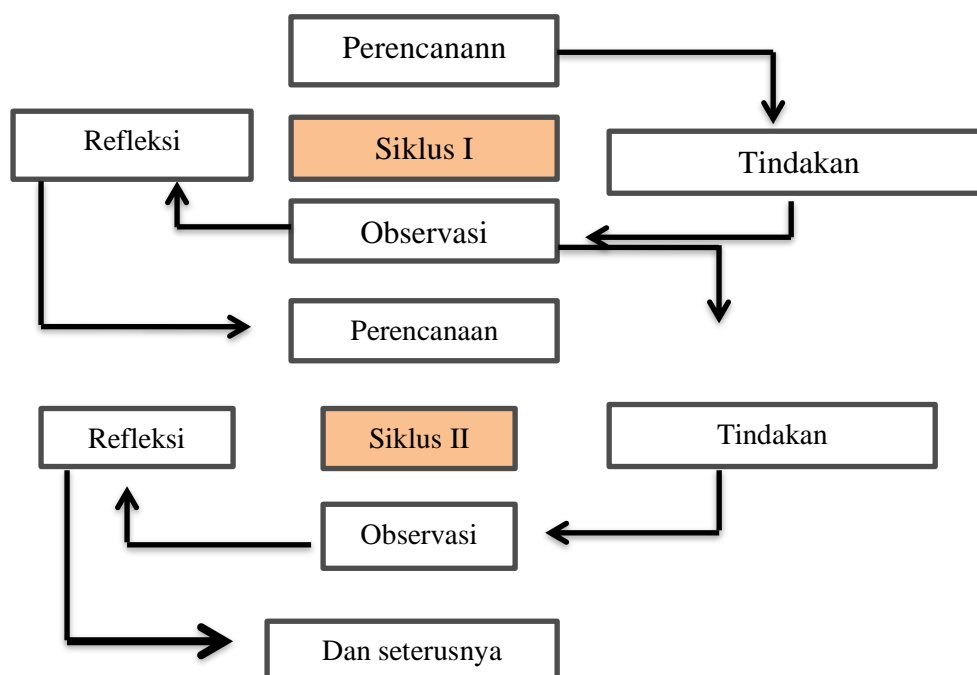 Perencanann
Refleksi
Siklus I
Tindakan
Observasi
Perencanaan
Refleksi
Siklus II
Tindakan
Observasi
Dan seterusnya